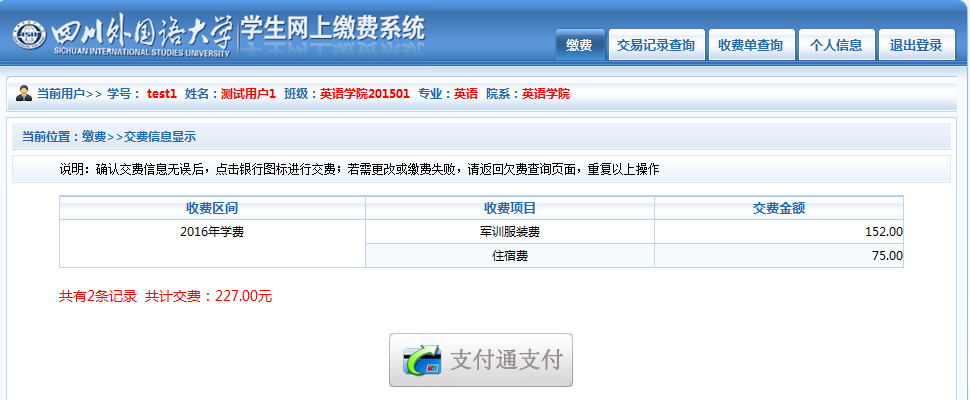 四川外国语大学 学生网上缴费系统
SICHUAN INTERNATIONAL STUDIES UNIVERSITY
缴费 交易记录查询 收费单查询 个人信息 退出登录
当前用户>> 学号： test1 姓名：测试用户1 班级：英语学院201501 专业：英语 院系：英语学院
当前位置：缴费>>交费信息显示
说明：确认交费信息无误后，点击银行图标进行交费；若需更改或缴费失败，请返回欠费查询页面，重复以上操作
收费区间 收费项目 交费金额
2016年学费 军训服装费 152.00
住宿费 75.00
共有2条记录 共计交费：227.00元
支付通支付